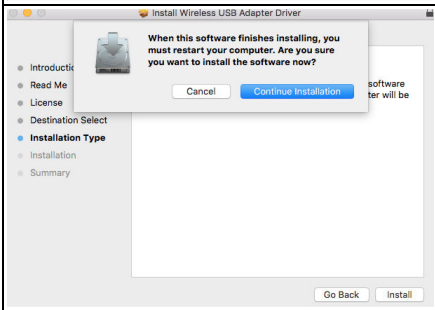 Install Wireless USB Adapter Driver
When this software finishes installing, you
must restart your computer. Are you sure
you want to install the software now?
Cancel
Continue Installation
Read Me
License
Destination Select
Installation Type
Installation
Summary
software
will be
Go Back
Install